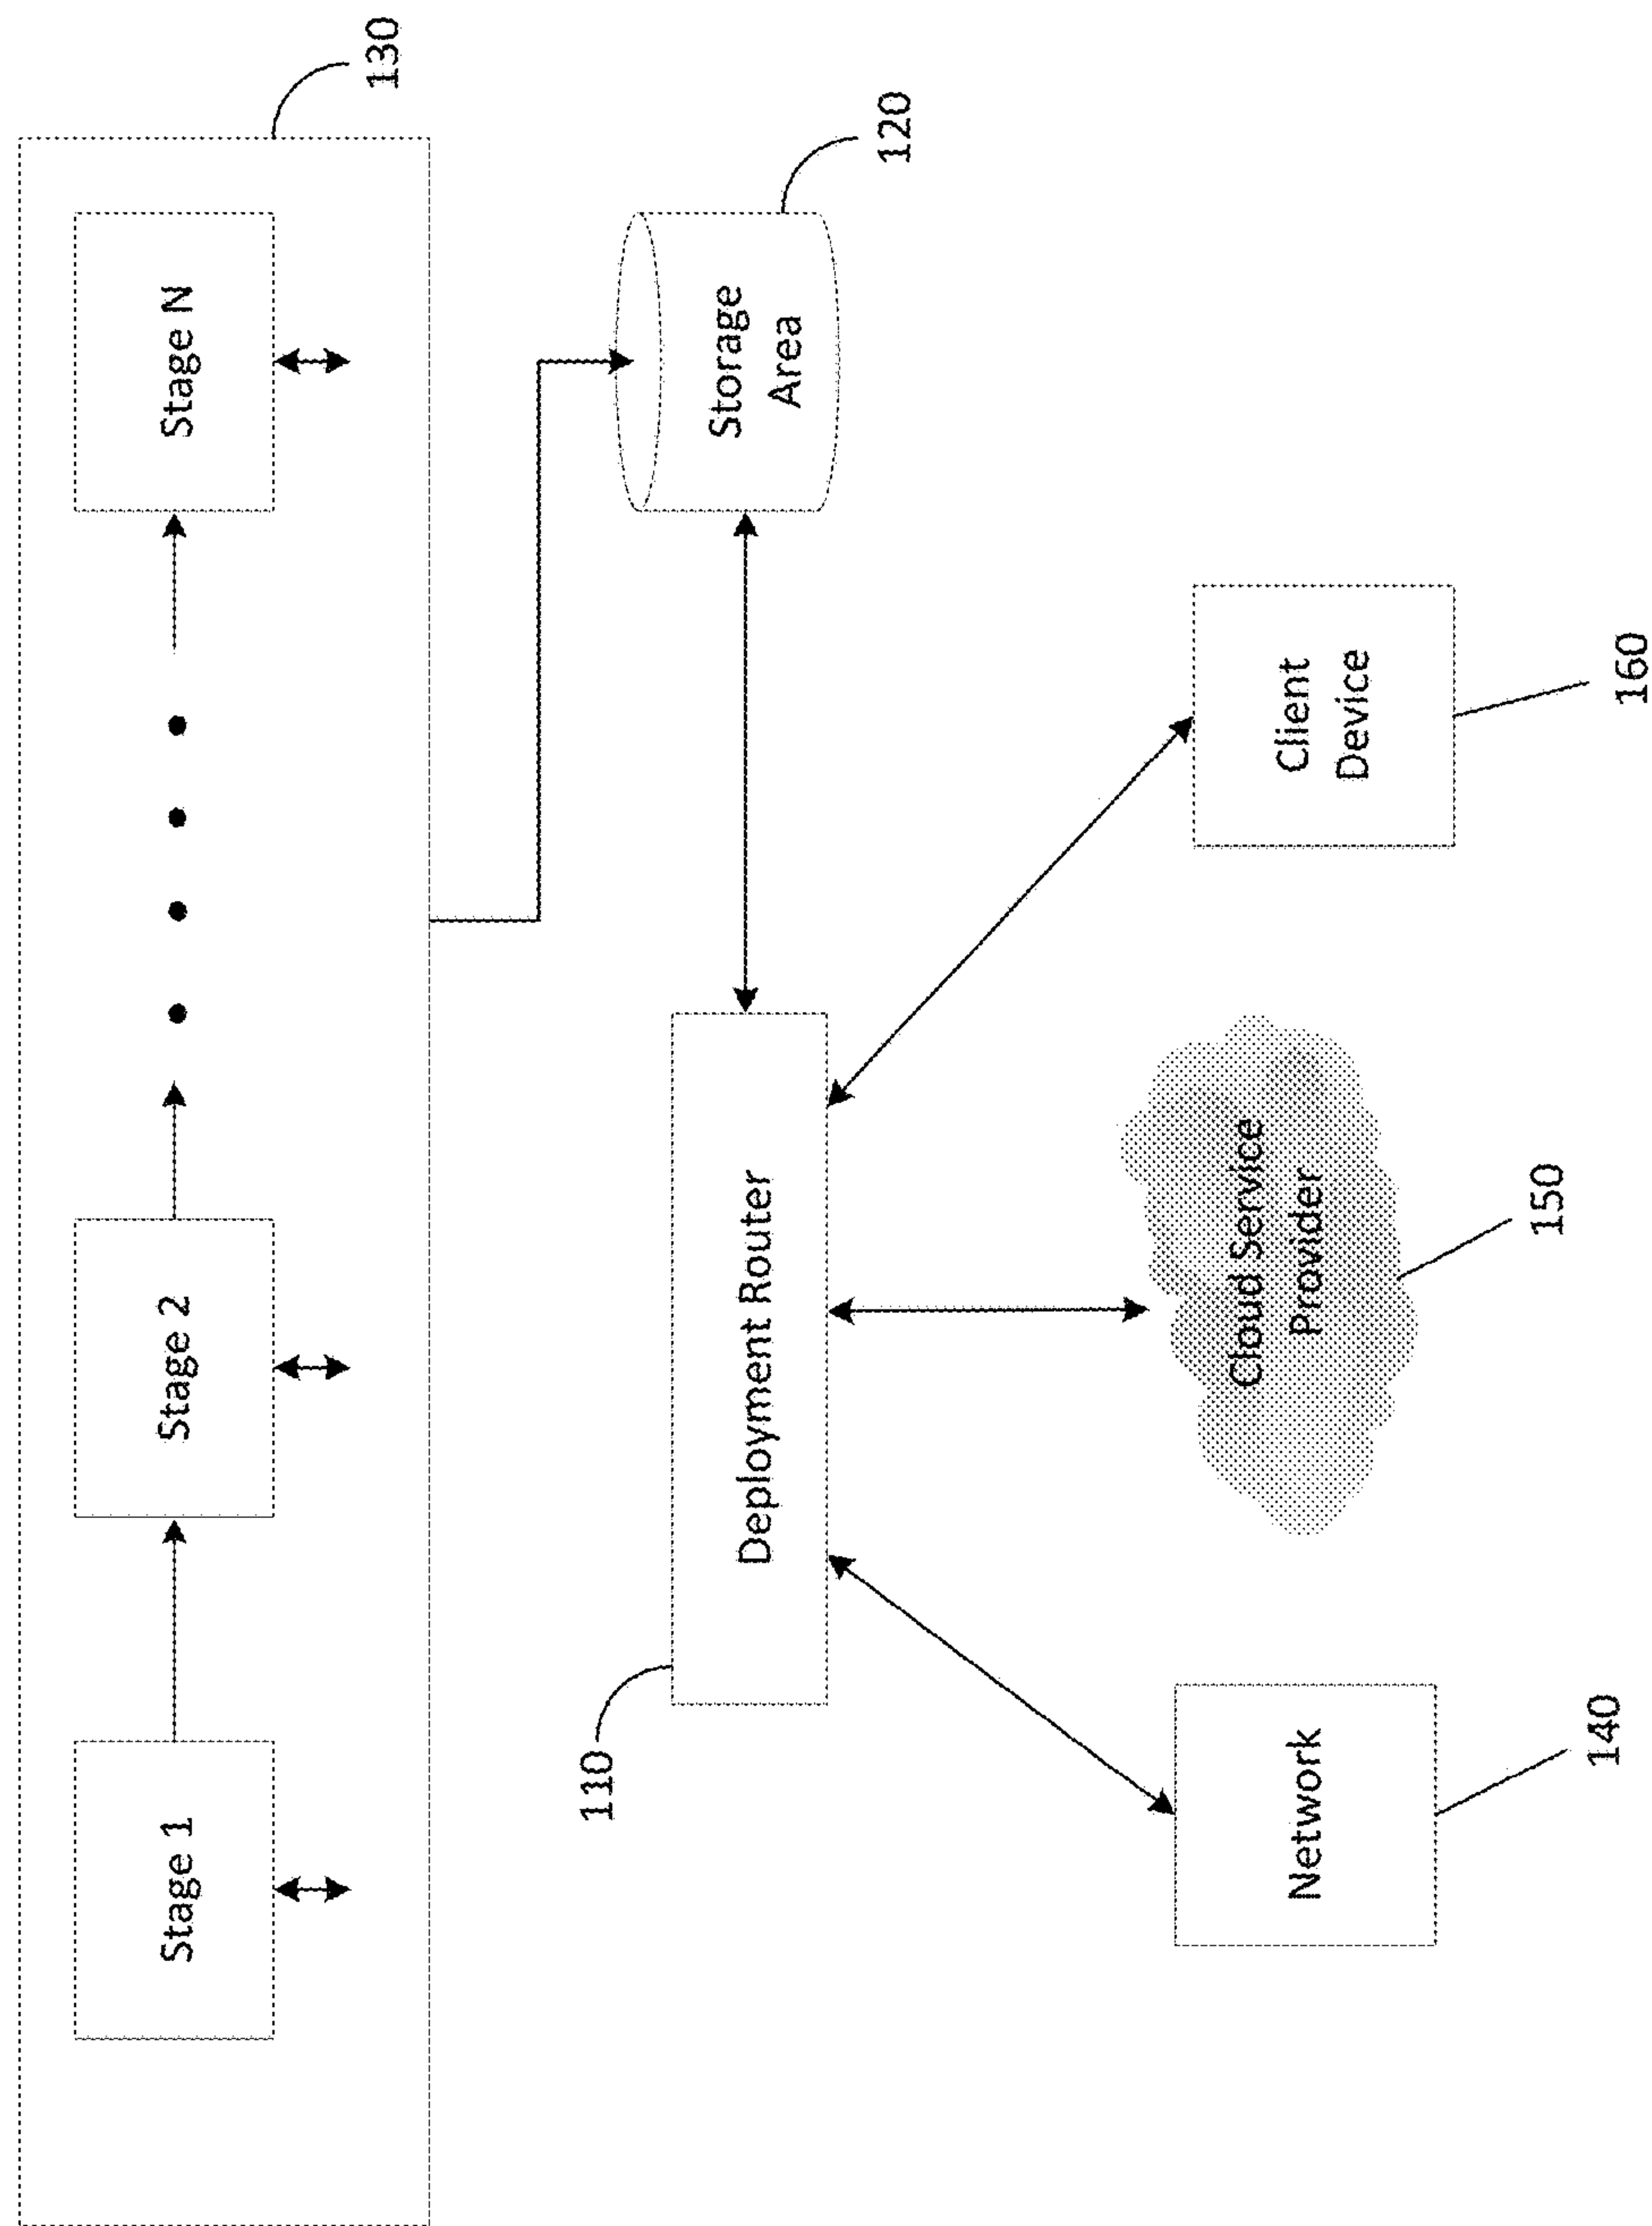 Stage 1
Stage 2
Stage N
130
110
Deployment Router
Storage
Area
120
Network
140
Cloud Service
Provider
150
Client
Device
160